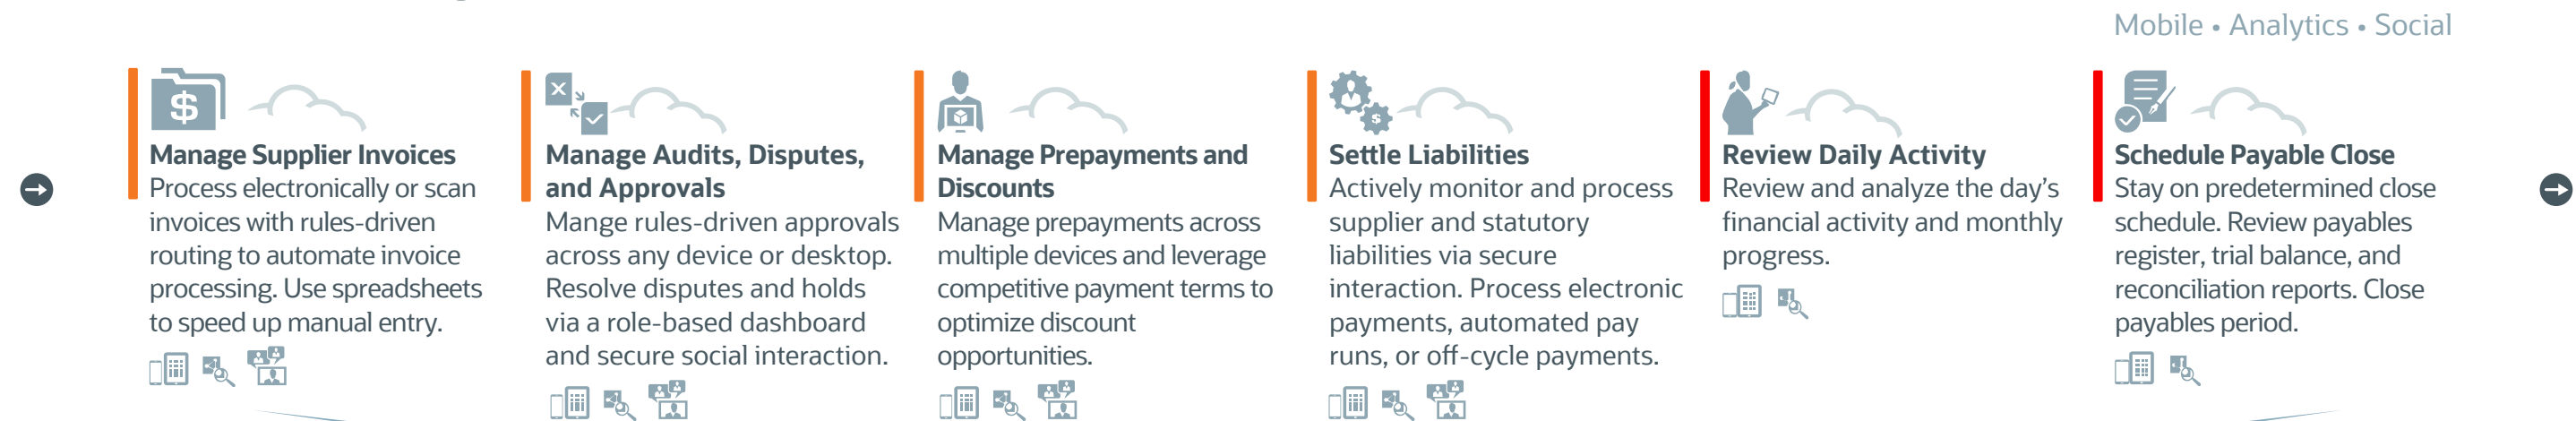 Mobile • Analytics • Social
Manage Supplier Invoices
Process electronically or scan
invoices with rules-driven
routing to automate invoice
processing. Use spreadsheets
to speed up manual entry.
Manage Audits, Disputes,
and Approvals
Mange rules-driven approvals
across any device or desktop.
Resolve disputes and holds
via a role-based dashboard
and secure social interaction.
Manage Prepayments and
Discounts
Manage prepayments across
multiple devices and leverage
competitive payment terms to
optimize discount
opportunities.
Settle Liabilities
Actively monitor and process
supplier and statutory
liabilities via secure
interaction. Process electronic
payments, automated pay
runs, or off-cycle payments.
Review Daily Activity
Review and analyze the day's
financial activity and monthly
progress.
Schedule Payable Close
Stay on predetermined close
schedule. Review payables
register, trial balance, and
reconciliation reports. Close
payables period.